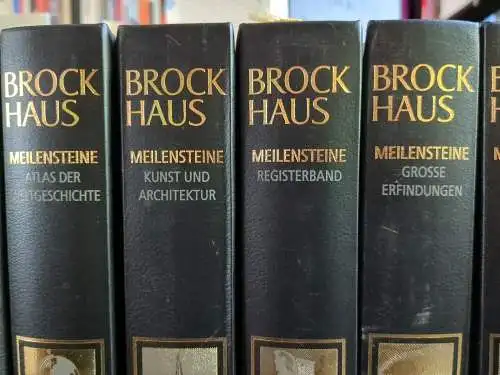 BROCK
HAUS
MEILENSTEINE
ATLAS DER
ZEITGESCHICHTE
BROCK
HAUS
MEILENSTEINE
KUNST UND
ARCHITEKTUR
BROCK
HAUS
MEILENSTEINE
REGISTERBAND
BROCK
HAUS
MEILENSTEINE
GROSSE
ERFINDUNGEN